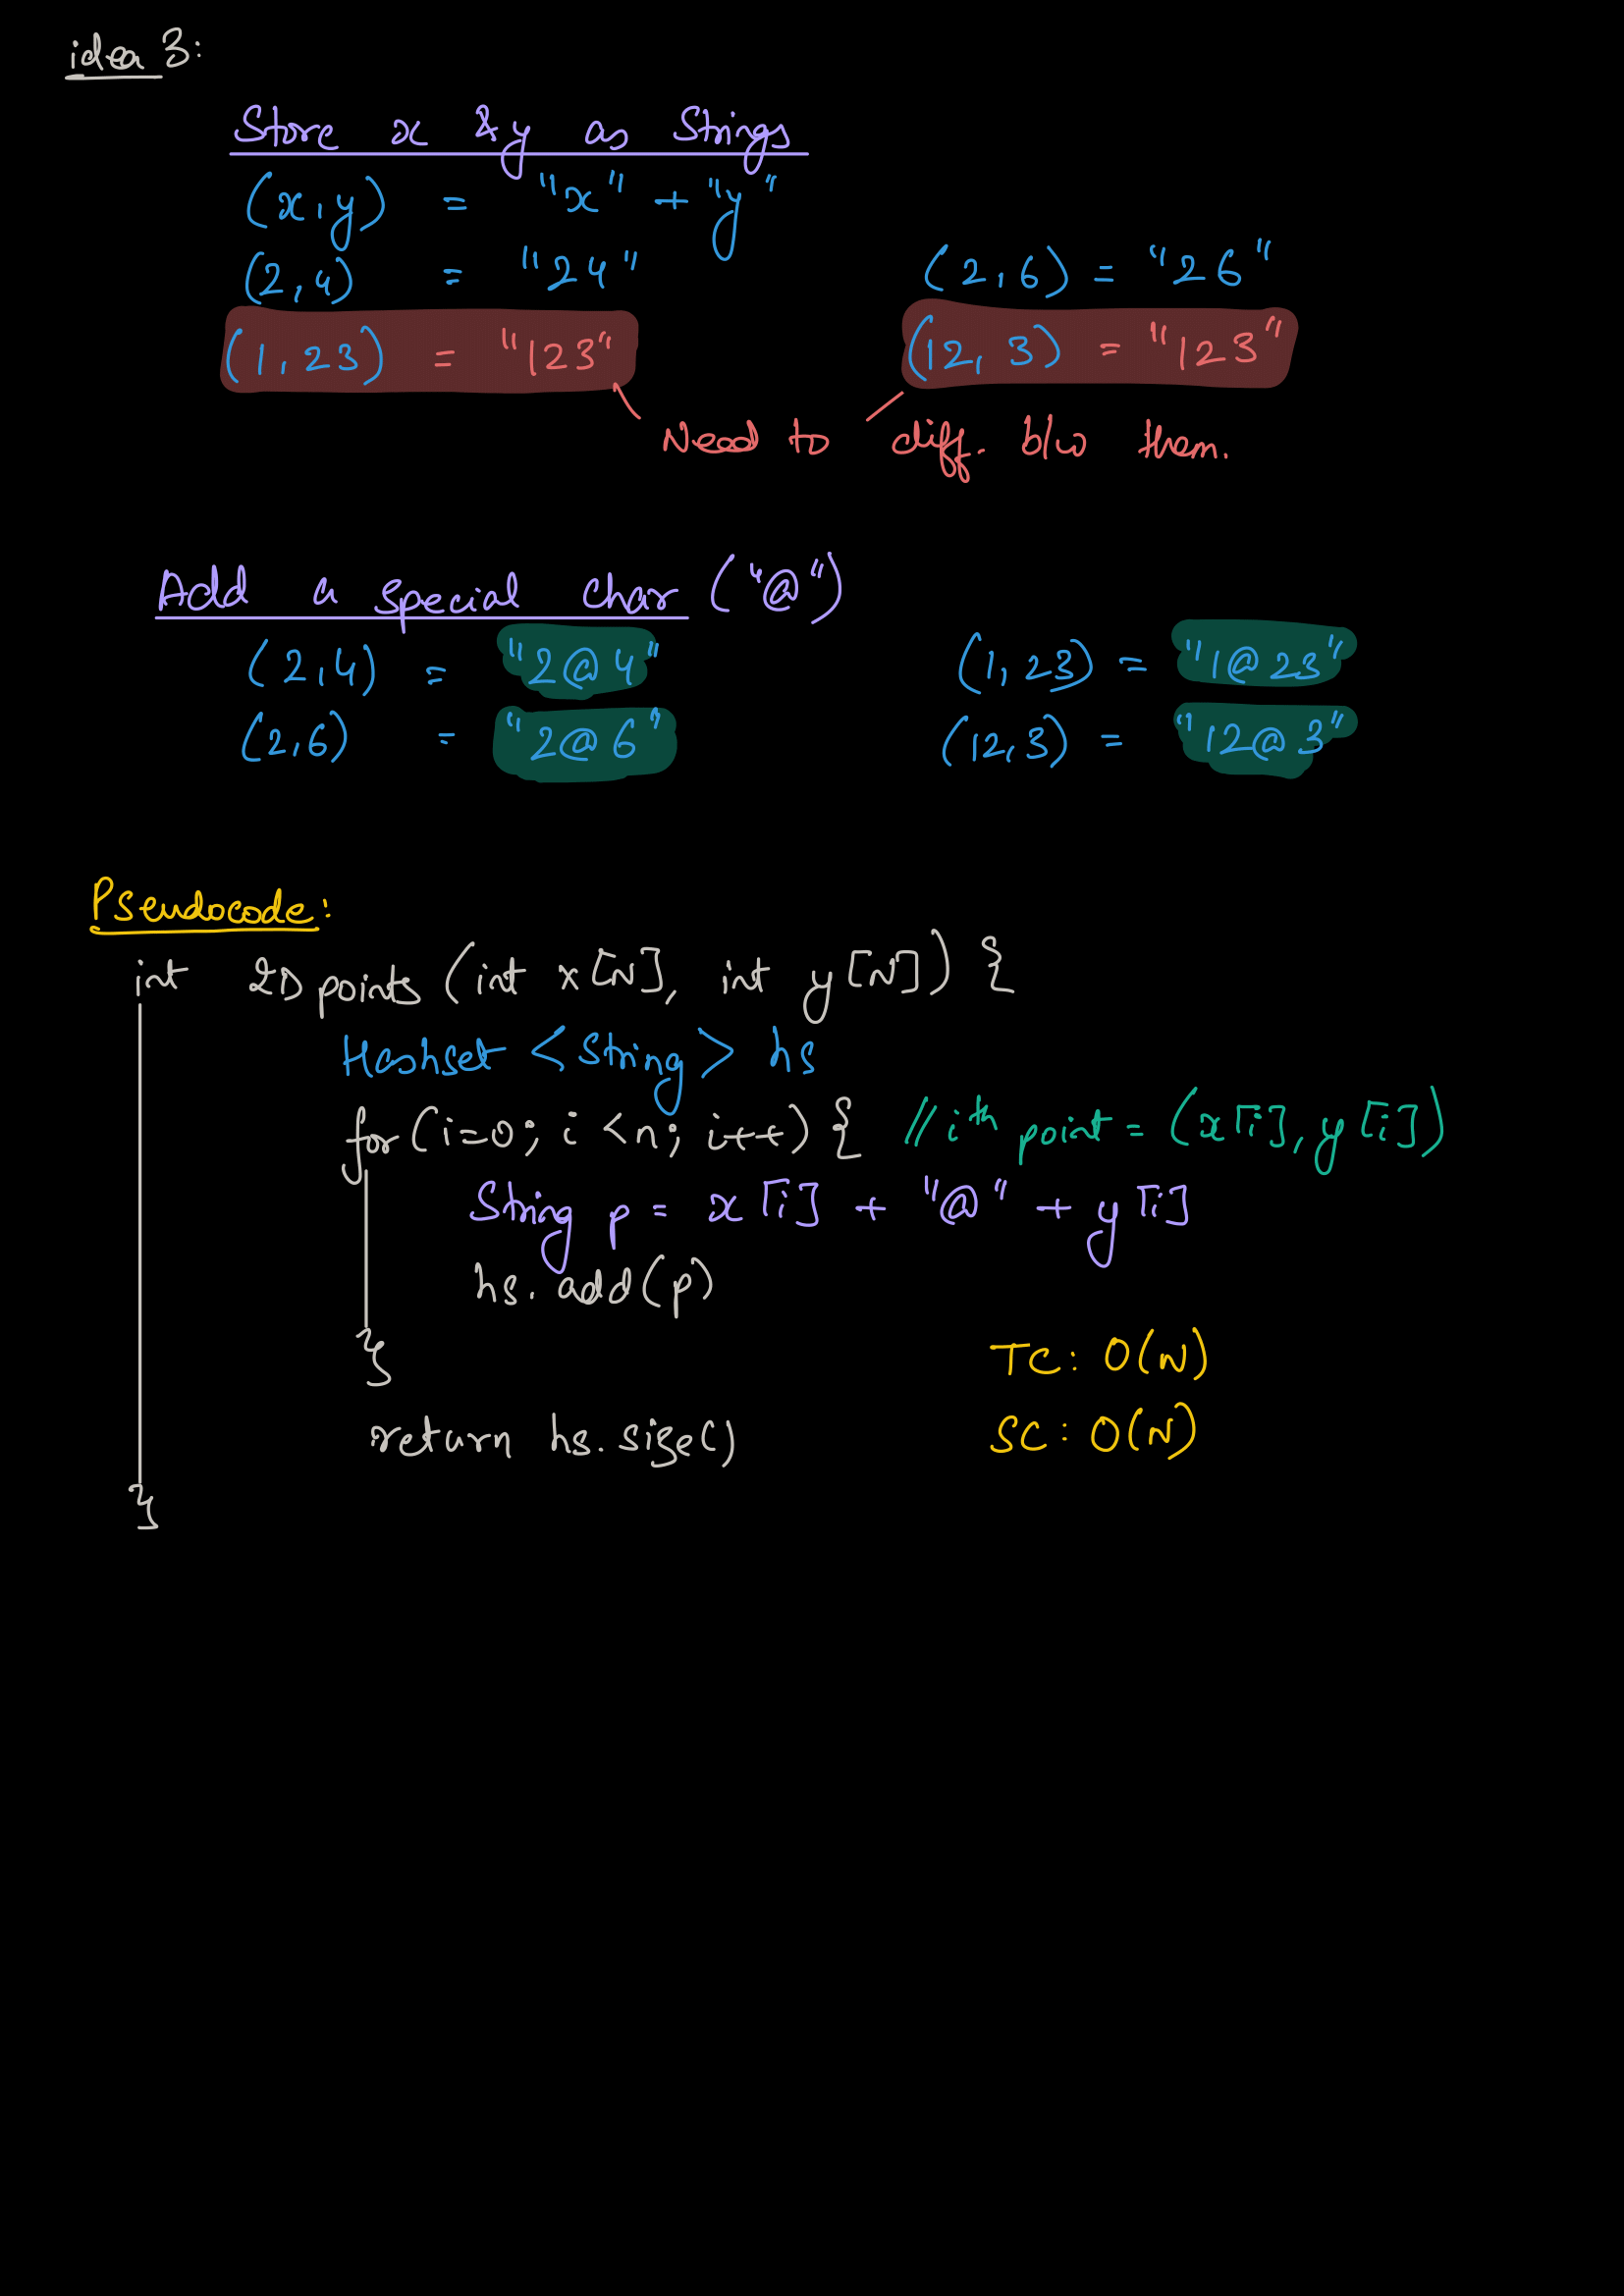 idea 3:
Store x & y as Strings
(x,y) = "x" + "y"
(2,4) = "24" (2,6) = "26"
(1,23) = "123" (12,3) = "123"
Need to diff. b/w them.
Add a special char ("@")
(2,4) = "2@4" (1,23) = "1@23"
(2,6) = "2@6" (12,3) = "12@3"
Pseudocode:
int 2Dpoints (int x[N], int y[N]) {
Hashset <String> hs
for (i=0; i<n; i++) { // ith point = (x[i], y[i])
String p = x[i] + "@" + y[i]
hs.add(p)
}
TC: O(N)
return hs.size() SC: O(N)
}